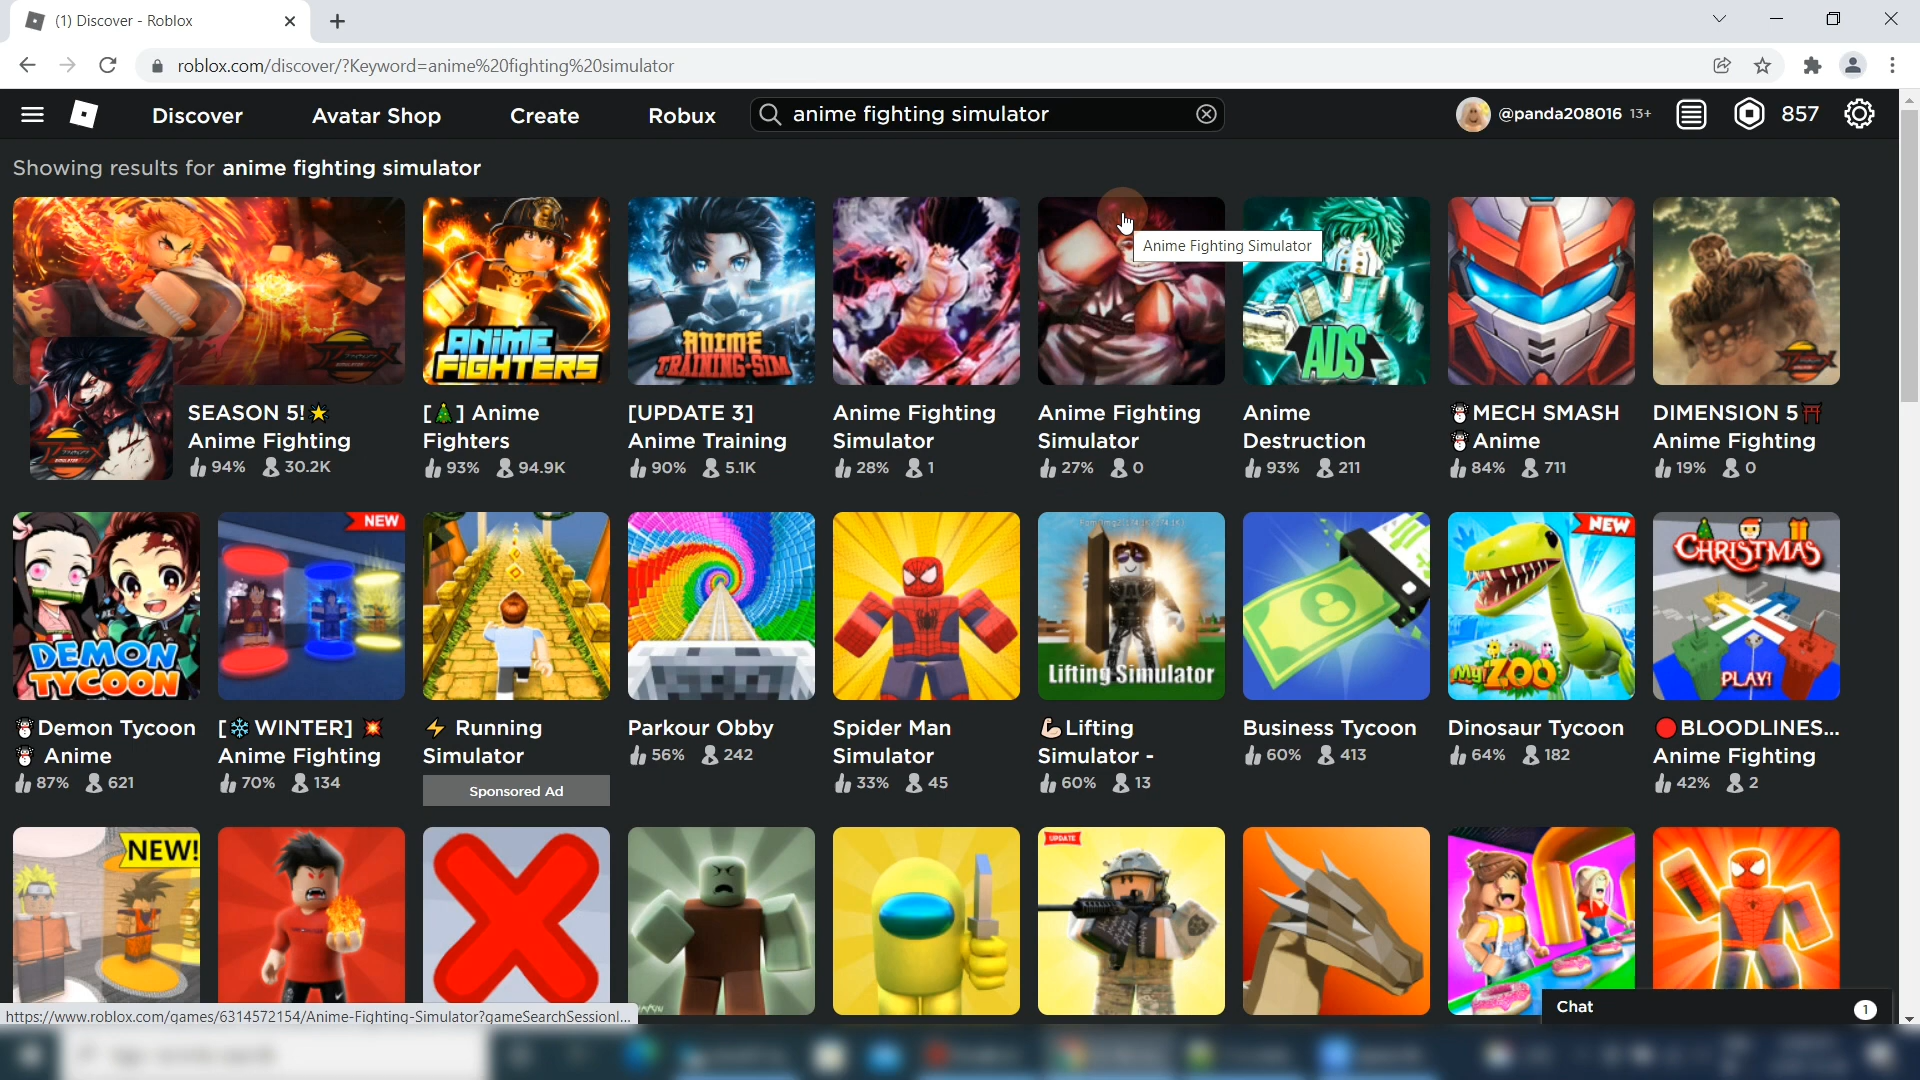 (1) Discover - Roblox
roblox.com/discover/?Keyword=anime%20fighting%20simulator
Discover
Avatar Shop
Create
Robux
anime fighting simulator
@panda208016 13+
857
Showing results for anime fighting simulator
Anime Fighting Simulator
ANIME
FIGHTERS
ANIME
TRAINING-SIM
ADS
SEASON 5!
Anime Fighting
94% 30.2K
[🎄] Anime
Fighters
93% 94.9K
[UPDATE 3]
Anime Training
90% 5.1K
Anime Fighting
Simulator
28% 1
Anime Fighting
Simulator
27% 0
Anime
Destruction
93% 211
MECH SMASH
Anime
84% 711
DIMENSION 5
Anime Fighting
19% 0
DEMON
TYCOON
NEW
Lifting Simulator
NEW
MY ZOO
CHRISTMAS
PLAY!
Demon Tycoon
Anime
87% 621
[❄WINTER]
Anime Fighting
70% 134
Running
Simulator
Sponsored Ad
Parkour Obby
56% 242
Spider Man
Simulator
33% 45
Lifting
Simulator -
60% 13
Business Tycoon
60% 413
Dinosaur Tycoon
64% 182
BLOODLINES...
Anime Fighting
42% 2
NEW!
UPDATE
https://www.roblox.com/games/6314572154/Anime-Fighting-Simulator?gameSearchSessionI...
Chat
1